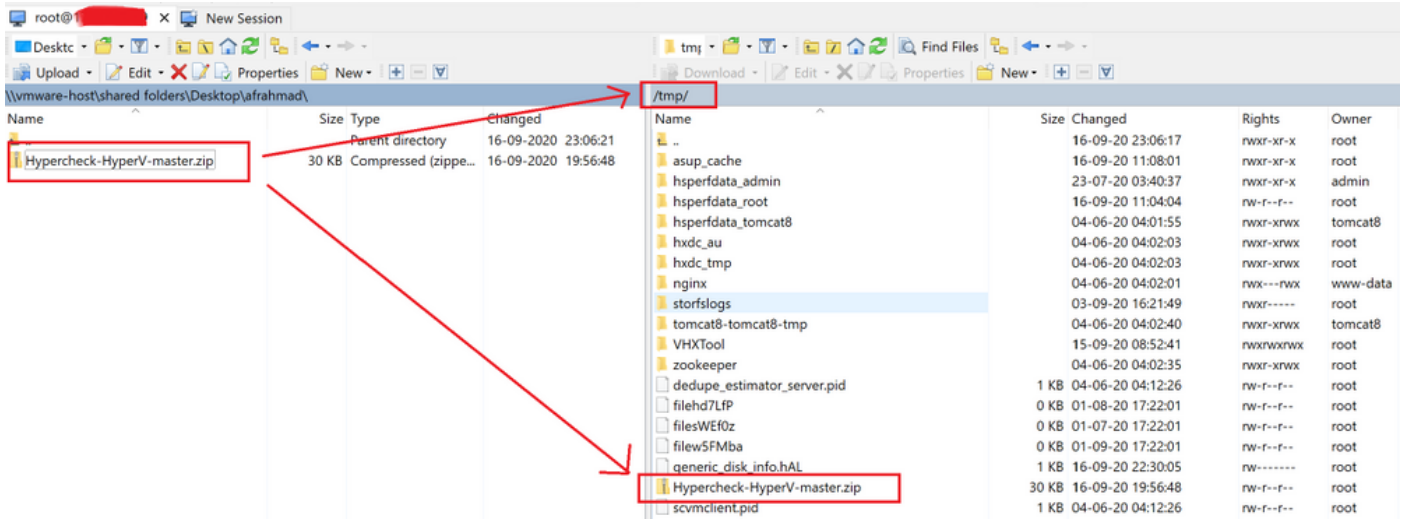 root@1 X New Session
Deskto tmp Find Files
Upload Edit Properties New Download Edit Properties New
\\vmware-host\shared folders\Desktop\afrahmad\ /tmp/
Name Size Type Changed Name Size Changed Rights Owner
.. Parent directory 16-09-2020 23:06:21 .. 16-09-20 23:06:17 rwxr-xr-x root
Hypercheck-HyperV-master.zip 30 KB Compressed (zippe... 16-09-2020 19:56:48 asup_cache 16-09-20 11:08:01 rwxr-xr-x root
hsperfdata_admin 23-07-20 03:40:37 rwxr-xr-x admin
hsperfdata_root 16-09-20 11:04:04 rw-r--r-- root
hsperfdata_tomcat8 04-06-20 04:01:55 rwxr-xrwx tomcat8
hxdc_au 04-06-20 04:02:03 rwxr-xrwx root
hxdc_tmp 04-06-20 04:02:03 rwxr-xrwx root
nginx 04-06-20 04:02:01 rwx---rwx www-data
storfslogs 03-09-20 16:21:49 rwxr----- root
tomcat8-tomcat8-tmp 04-06-20 04:02:40 rwxr-xrwx tomcat8
VHXTool 15-09-20 08:52:41 rwxrwxrwx root
zookeeper 04-06-20 04:02:35 rwxr-xrwx root
dedupe_estimator_server.pid 1 KB 04-06-20 04:12:26 rw-r--r-- root
filehd7LfP 0 KB 01-08-20 17:22:01 rw-r--r-- root
filesWEf0z 0 KB 01-07-20 17:22:01 rw-r--r-- root
filew5FMba 0 KB 01-09-20 17:22:01 rw-r--r-- root
generic_disk_info.hAL 1 KB 16-09-20 22:30:05 rw------- root
Hypercheck-HyperV-master.zip 30 KB 16-09-20 19:56:48 rw-r--r-- root
scvmclient.pid 1 KB 04-06-20 04:12:26 rw-r--r-- root